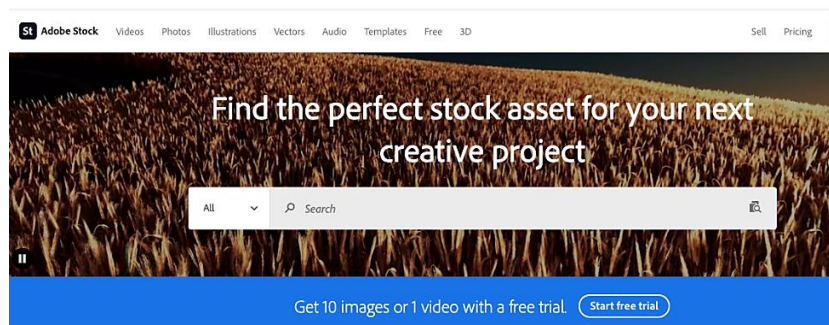 St Adobe Stock Videos Photos Illustrations Vectors Audio Templates Free 3D Sell Pricing
Find the perfect stock asset for your next
creative project
All Search
Get 10 images or 1 video with a free trial. Start free trial